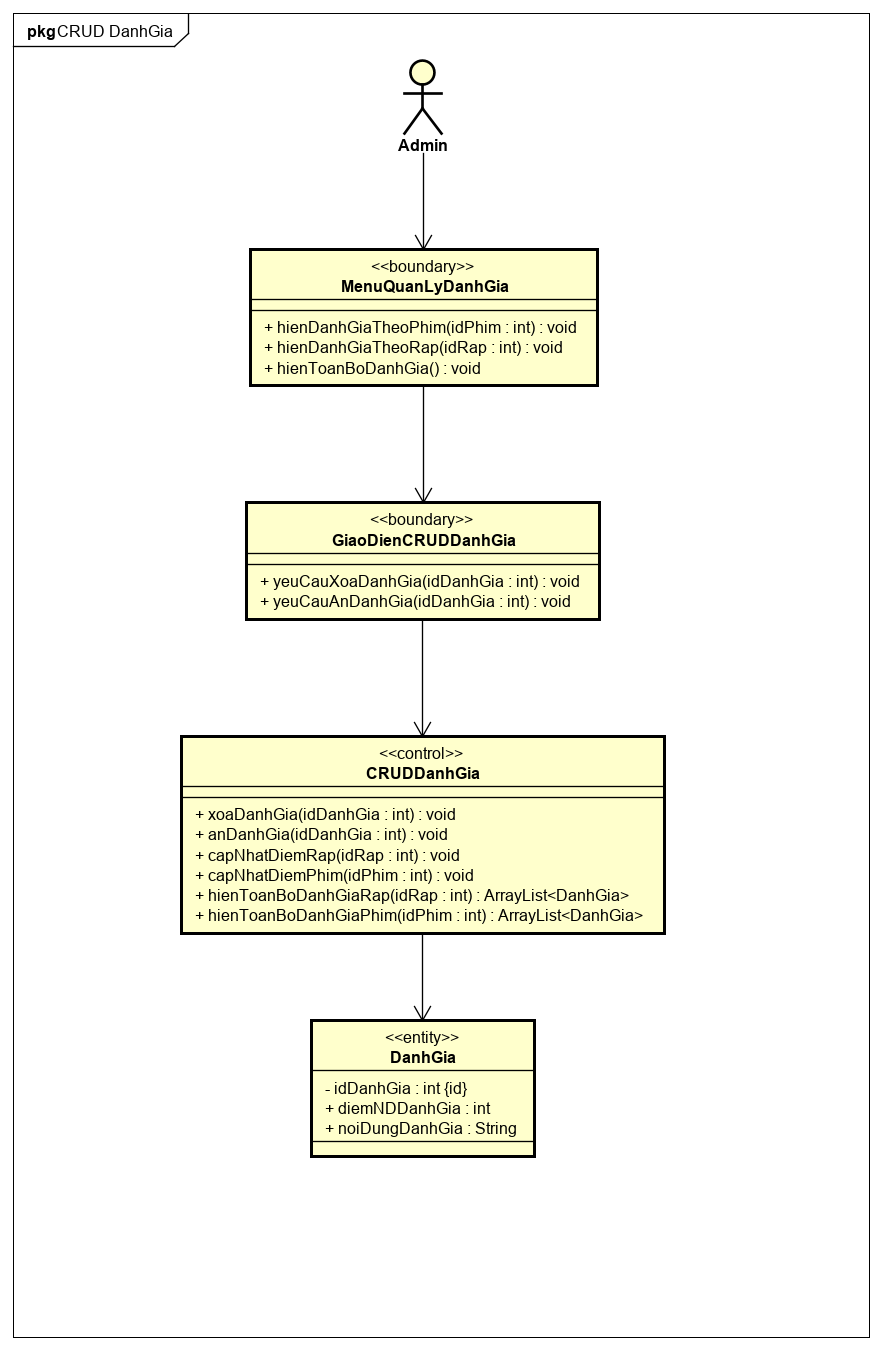 pkg CRUD DanhGia
Admin
<<boundary>>
MenuQuanLyDanhGia
+ hienDanhGiaTheoPhim(idPhim : int) : void
+ hienDanhGiaTheoRap(idRap : int) : void
+ hienToanBoDanhGia() : void
<<boundary>>
GiaoDienCRUDDanhGia
+ yeuCauXoaDanhGia(idDanhGia : int) : void
+ yeuCauAnDanhGia(idDanhGia : int) : void
<<control>>
CRUDDanhGia
+ xoaDanhGia(idDanhGia : int) : void
+ anDanhGia(idDanhGia : int) : void
+ capNhatDiemRap(idRap : int) : void
+ capNhatDiemPhim(idPhim : int) : void
+ hienToanBoDanhGiaRap(idRap : int) : ArrayList<DanhGia>
+ hienToanBoDanhGiaPhim(idPhim : int) : ArrayList<DanhGia>
<<entity>>
DanhGia
- idDanhGia : int {id}
+ diemNDDanhGia : int
+ noiDungDanhGia : String